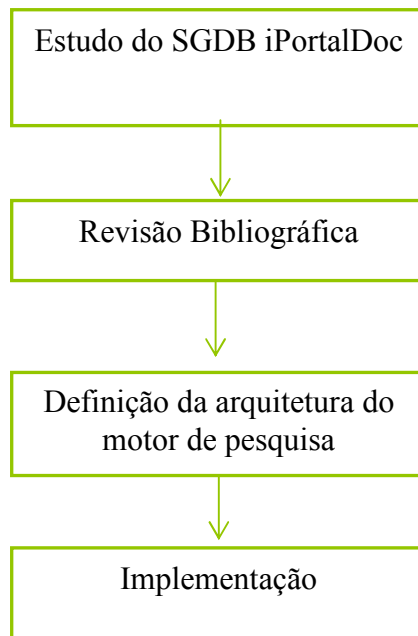 Estudo do SGDB iPortalDoc
Revisão Bibliográfica
Definição da arquitetura do
motor de pesquisa
Implementação